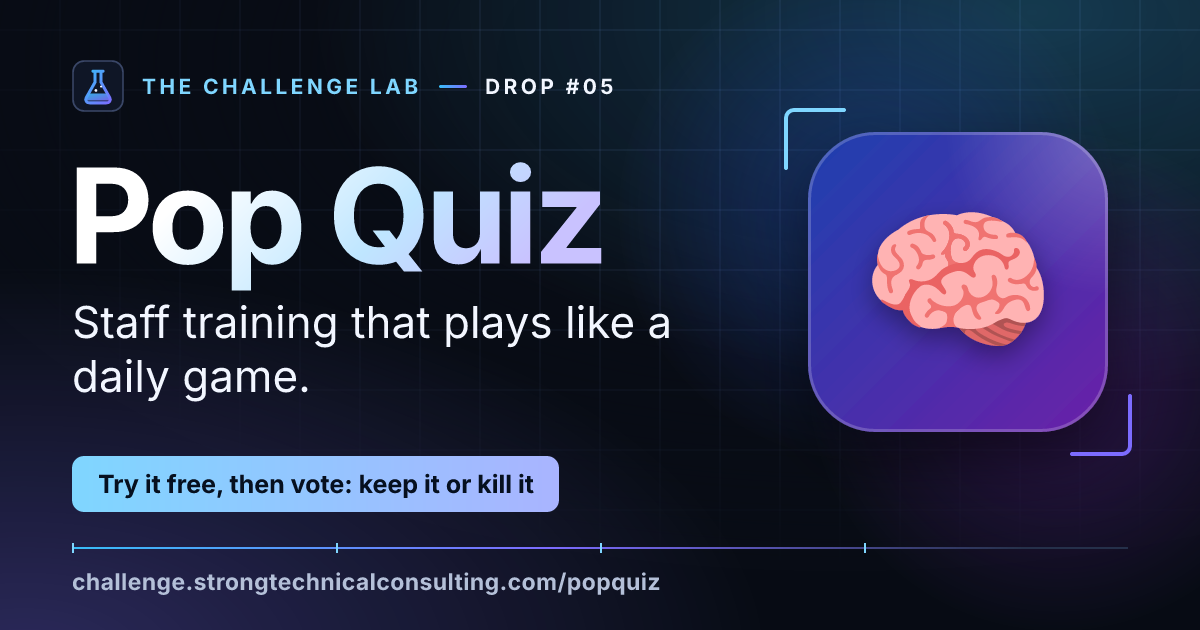 THE CHALLENGE LAB — DROP #05
Pop Quiz
Staff training that plays like a
daily game.
Try it free, then vote: keep it or kill it
challenge.strongtechnicalconsulting.com/popquiz